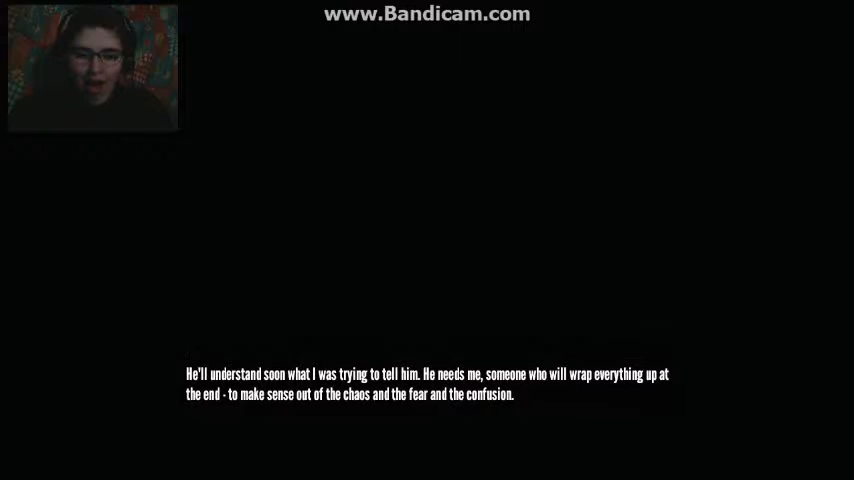 www.Bandicam.com
He'll understand soon what I was trying to tell him. He needs me, someone who will wrap everything up at
the end - to make sense out of the chaos and the fear and the confusion.